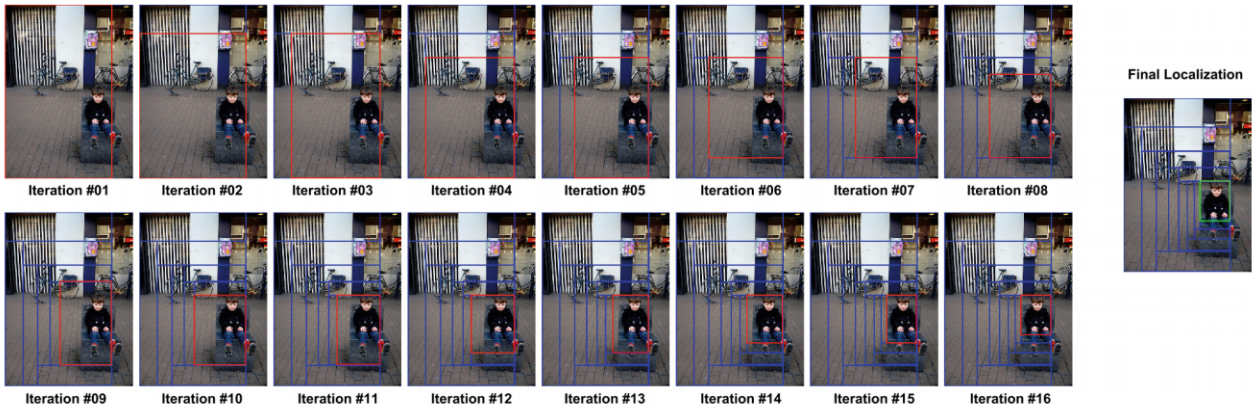 Iteration #01
Iteration #02
Iteration #03
Iteration #04
Iteration #05
Iteration #06
Iteration #07
Iteration #08
Final Localization
Iteration #09
Iteration #10
Iteration #11
Iteration #12
Iteration #13
Iteration #14
Iteration #15
Iteration #16